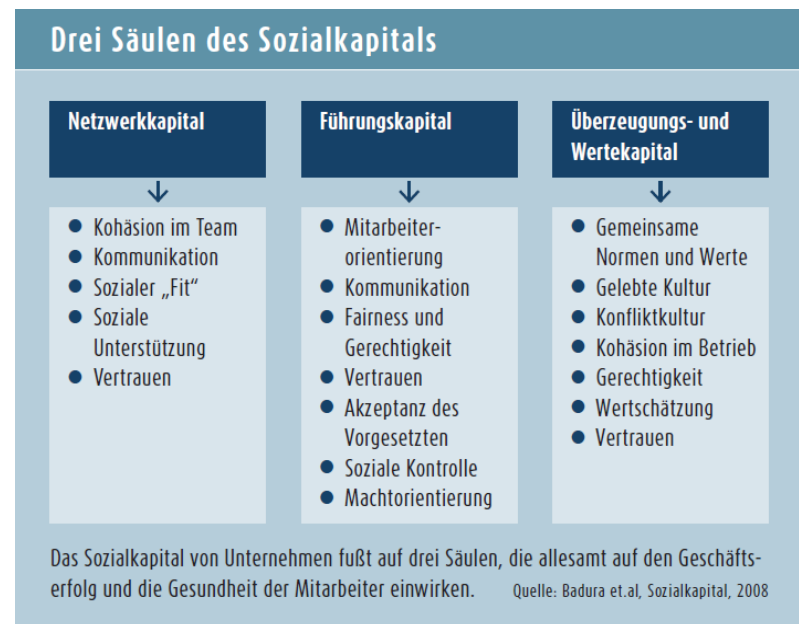 Drei Säulen des Sozialkapitals
Netzwerkkapital
Kohäsion im Team
Kommunikation
Sozialer „Fit“
Soziale
Unterstützung
Vertrauen
Führungskapital
Mitarbeiter-
orientierung
Kommunikation
Fairness und
Gerechtigkeit
Vertrauen
Akzeptanz des
Vorgesetzten
Soziale Kontrolle
Machtorientierung
Überzeugungs- und
Wertekapital
Gemeinsame
Normen und Werte
Gelebte Kultur
Konfliktkultur
Kohäsion im Betrieb
Gerechtigkeit
Wertschätzung
Vertrauen
Das Sozialkapital von Unternehmen fußt auf drei Säulen, die allesamt auf den Geschäfts-
erfolg und die Gesundheit der Mitarbeiter einwirken. Quelle: Badura et.al, Sozialkapital, 2008